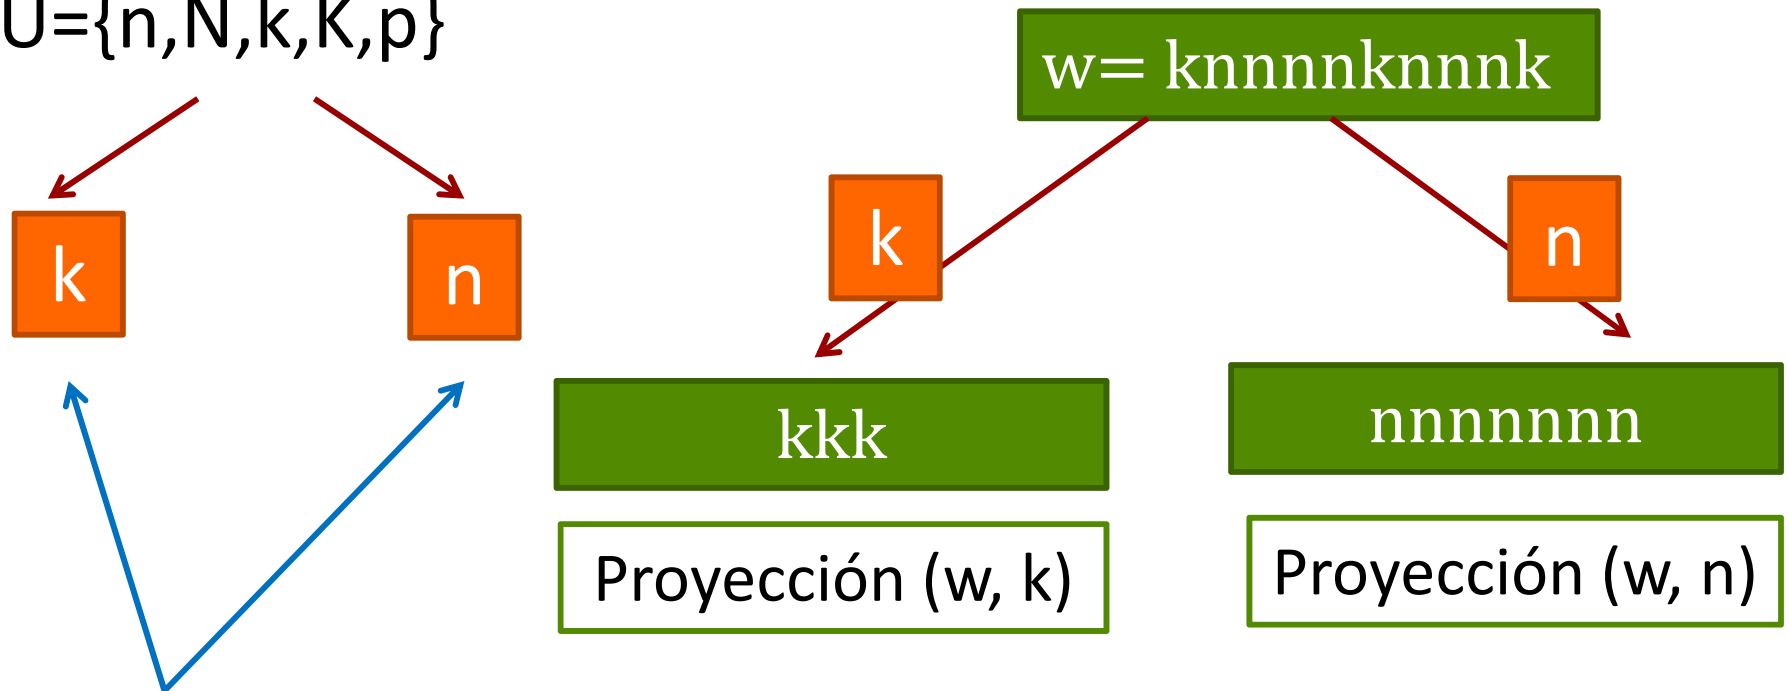 U={n,N,k,K,p}
w= knnnnknnnk
k
n
k
n
kkk
nnnnnnn
Proyección (w, k)
Proyección (w, n)